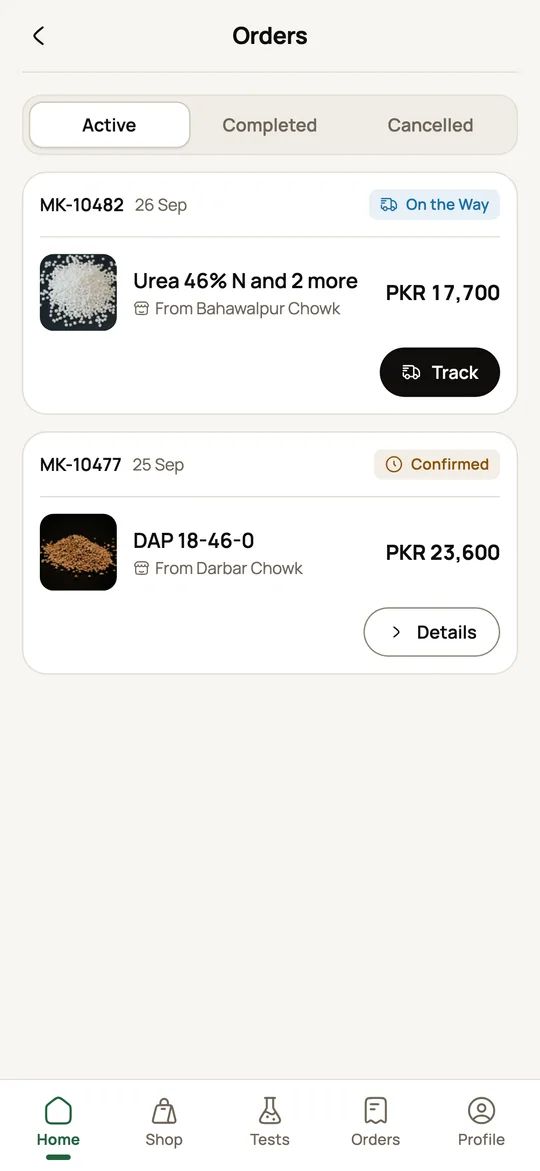 Orders
Active Completed Cancelled
MK-10482 26 Sep On the Way
Urea 46% N and 2 more
From Bahawalpur Chowk
PKR 17,700
Track
MK-10477 25 Sep Confirmed
DAP 18-46-0
From Darbar Chowk
PKR 23,600
Details
Home Shop Tests Orders Profile